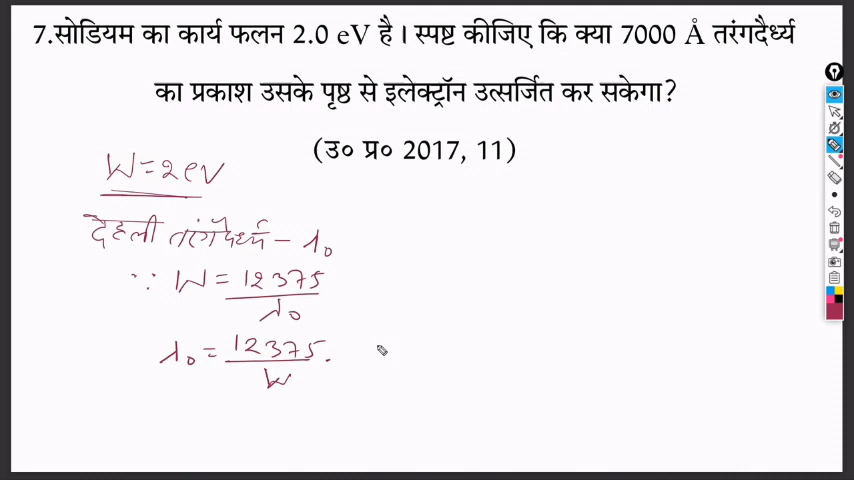 7.सोडियम का कार्य फलन 2.0 eV है। स्पष्ट कीजिए कि क्या 7000 Å तरंगदैर्ध्य
का प्रकाश उसके पृष्ठ से इलेक्ट्रॉन उत्सर्जित कर सकेगा?
(उ० प्र० 2017, 11)
W=2eV
देहली तरंगदैर्ध्य - λ₀
∵ W = 12375/λ₀
λ₀ = 12375/W